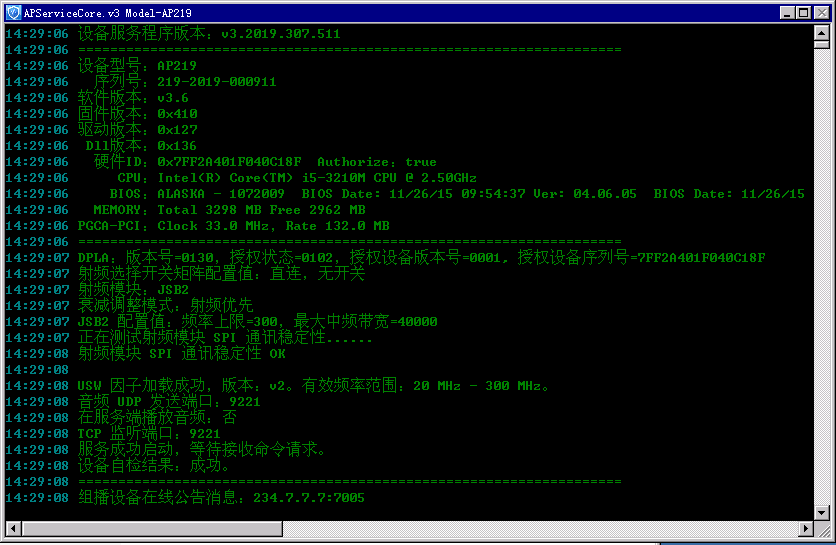 APServiceCore.v3 Model-AP219
14:29:06 设备服务程序版本：v3.2019.307.511
14:29:06 ====================================================================
14:29:06 设备型号：AP219
14:29:06 序列号：219-2019-000911
14:29:06 软件版本：v3.6
14:29:06 固件版本：0x410
14:29:06 驱动版本：0x127
14:29:06 Dll版本：0x136
14:29:06 硬件ID：0x7FF2A401F040C18F Authorize：true
14:29:06 CPU：Intel(R) Core(TM) i5-3210M CPU @ 2.50GHz
14:29:06 BIOS：ALASKA - 1072009 BIOS Date: 11/26/15 09:54:37 Ver: 04.06.05 BIOS Date: 11/26/15
14:29:06 MEMORY：Total 3298 MB Free 2962 MB
14:29:06 PGCA-PCI：Clock 33.0 MHz, Rate 132.0 MB
14:29:06 ====================================================================
14:29:07 DPLA：版本号=0130，授权状态=0102，授权设备版本号=0001，授权设备序列号=7FF2A401F040C18F
14:29:07 射频选择开关矩阵配置值：直连，无开关
14:29:07 射频模块：JSB2
14:29:07 衰减调整模式：射频优先
14:29:07 JSB2 配置值：频率上限=300，最大中频带宽=40000
14:29:07 正在测试射频模块 SPI 通讯稳定性......
14:29:08 射频模块 SPI 通讯稳定性 OK
14:29:08
14:29:08 USW 因子加载成功，版本：v2。有效频率范围：20 MHz - 300 MHz。
14:29:08 音频 UDP 发送端口：9221
14:29:08 在服务端播放音频：否
14:29:08 TCP 监听端口：9221
14:29:08 服务成功启动，等待接收命令请求。
14:29:08 设备自检结果：成功。
14:29:08 ====================================================================
14:29:08 组播设备在线公告消息：234.7.7.7:7005